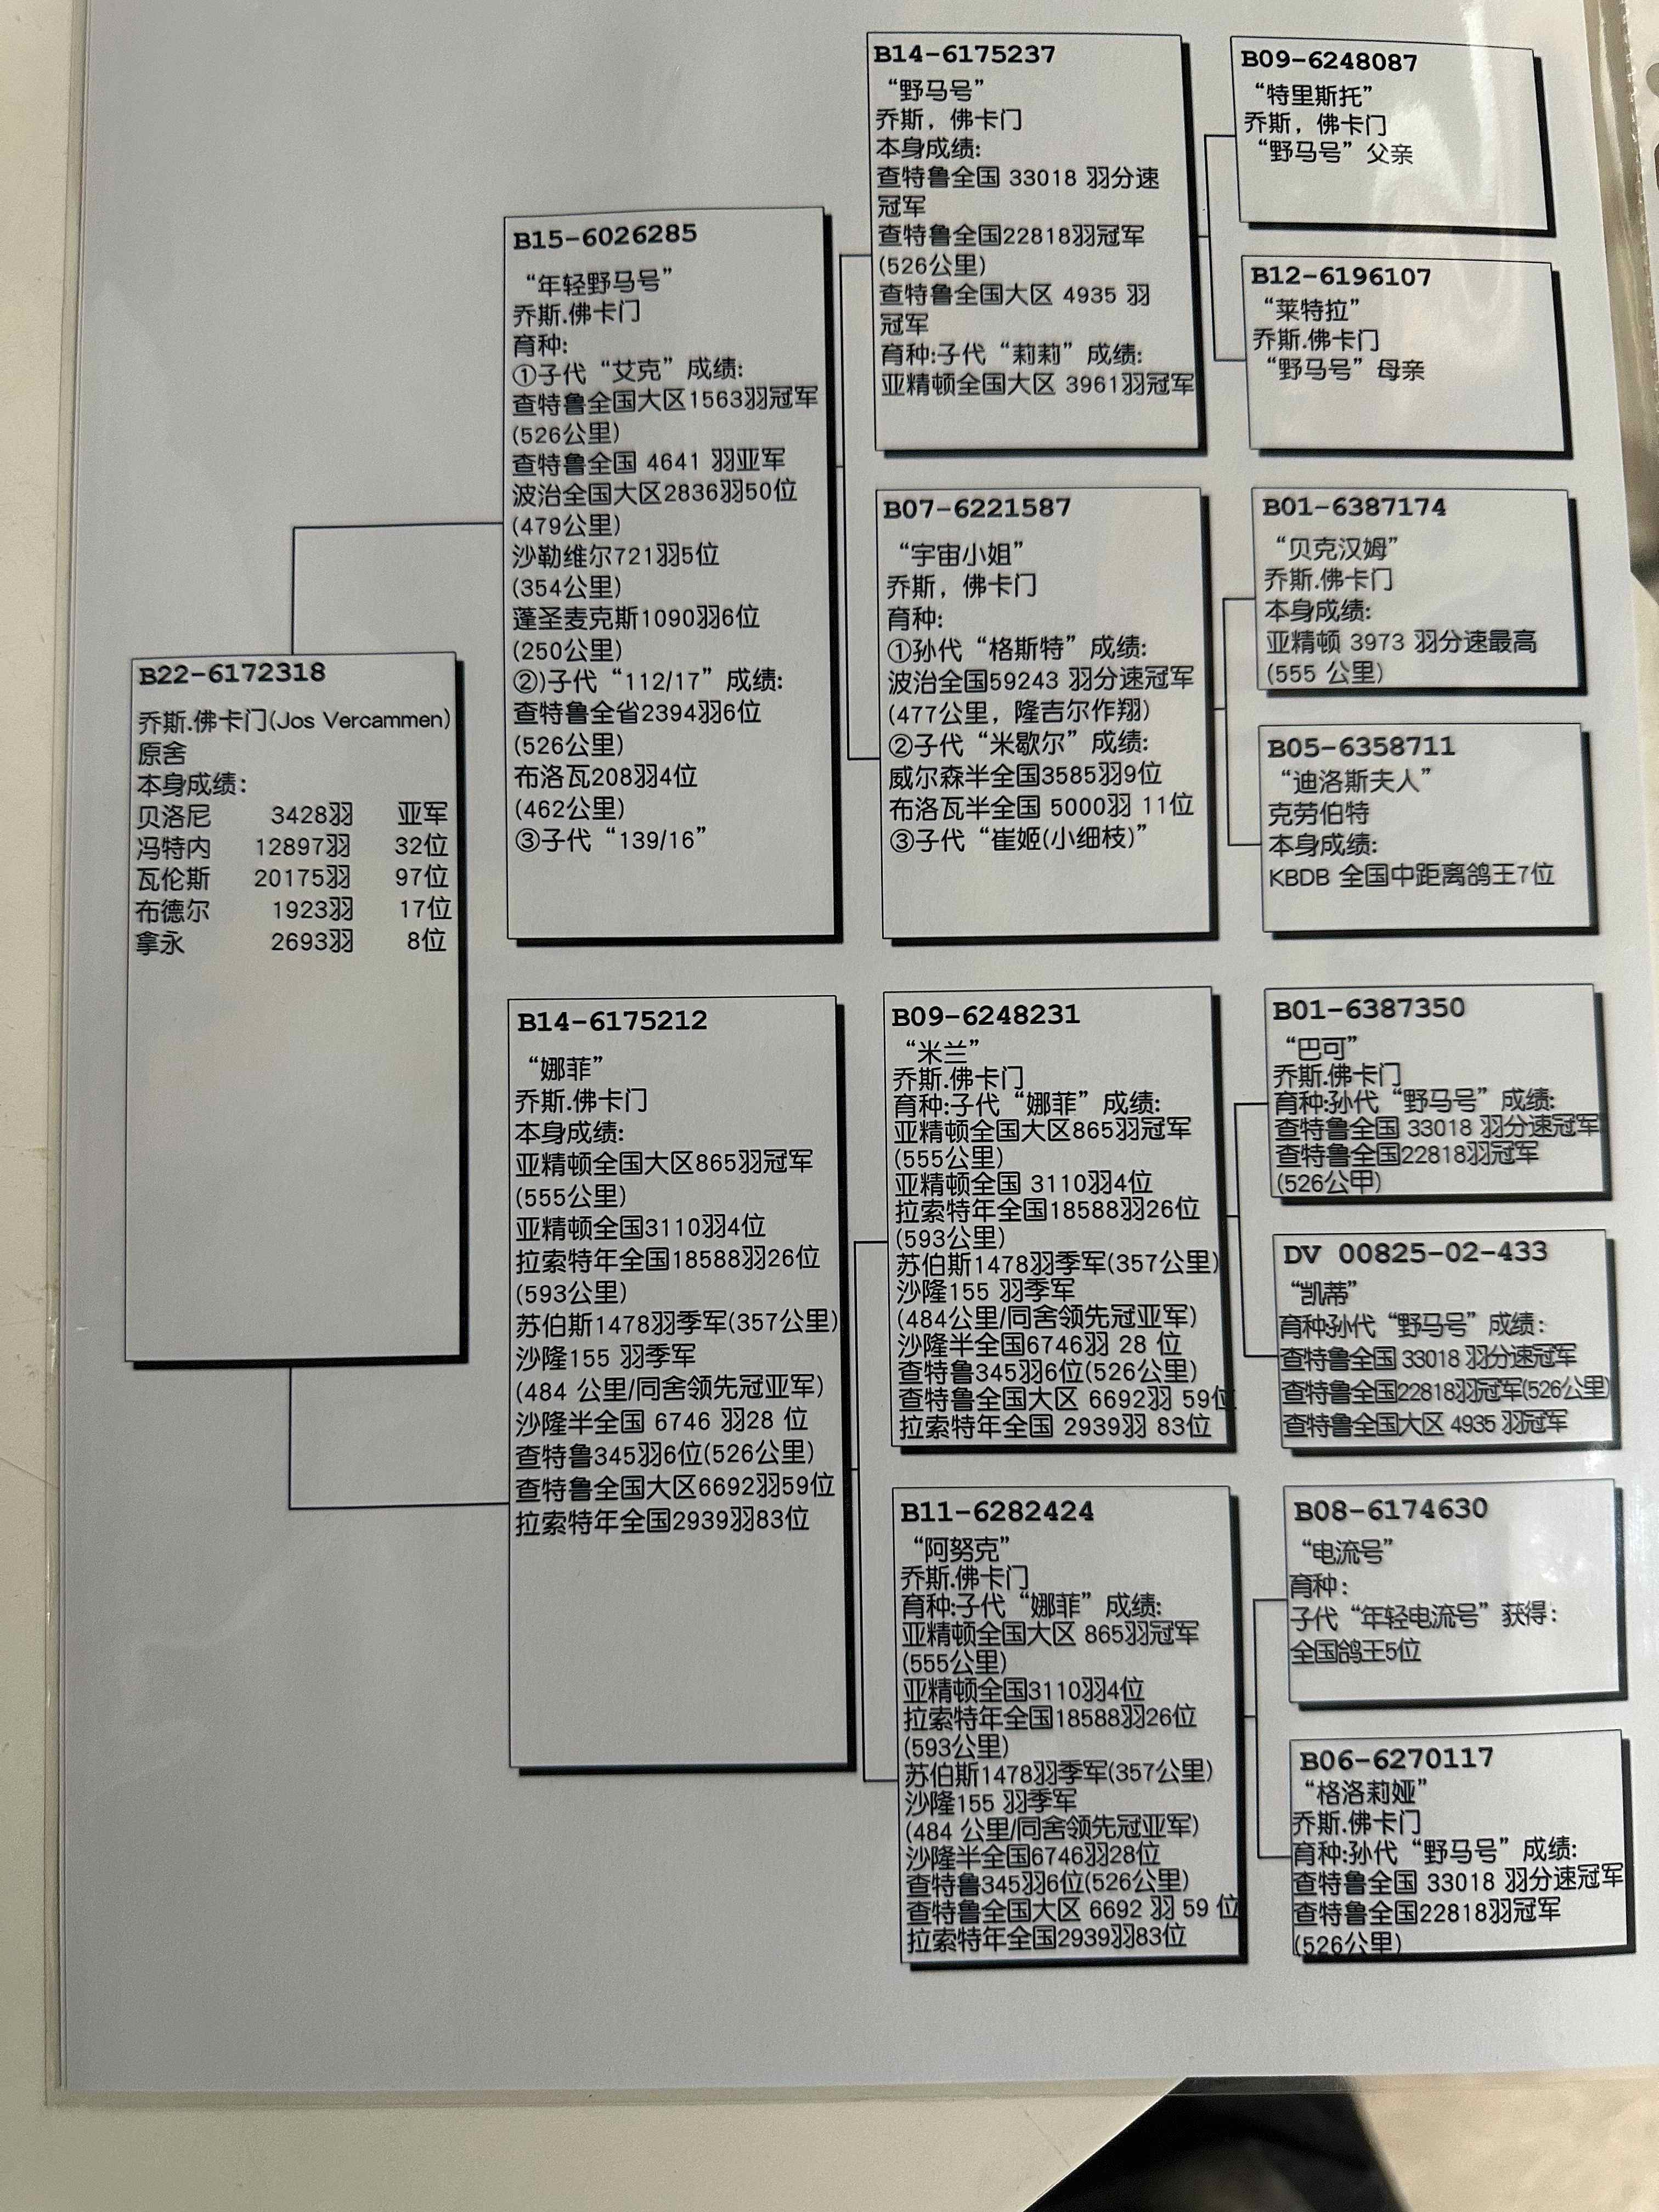 B22-6172318
乔斯.佛卡门(Jos Vercammen)
原舍
本身成绩:
贝洛尼 3428羽 亚军
冯特内 12897羽 32位
瓦伦斯 20175羽 97位
布德尔 1923羽 17位
拿永 2693羽 8位
B15-6026285
“年轻野马号”
乔斯.佛卡门
育种:
①子代“艾克”成绩:
查特鲁全国大区1563羽冠军
(526公里)
查特鲁全国 4641 羽亚军
波治全国大区2836羽50位
(479公里)
沙勒维尔721羽5位
(354公里)
蓬圣麦克斯1090羽6位
(250公里)
②)子代“112/17”成绩:
查特鲁全省2394羽6位
(526公里)
布洛瓦208羽4位
(462公里)
③子代“139/16”
B14-6175212
“娜菲”
乔斯.佛卡门
本身成绩:
亚精顿全国大区865羽冠军
(555公里)
亚精顿全国3110羽4位
拉索特年全国18588羽26位
(593公里)
苏伯斯1478羽季军(357公里)
沙隆155 羽季军
(484 公里/同舍领先冠亚军)
沙隆半全国 6746 羽28 位
查特鲁345羽6位(526公里)
查特鲁全国大区6692羽59位
拉索特年全国2939羽83位
B14-6175237
“野马号”
乔斯，佛卡门
本身成绩:
查特鲁全国 33018 羽分速
冠军
查特鲁全国22818羽冠军
(526公里)
查特鲁全国大区 4935 羽
冠军
育种:子代“莉莉”成绩:
亚精顿全国大区 3961羽冠军
B07-6221587
“宇宙小姐”
乔斯，佛卡门
育种:
①孙代“格斯特”成绩:
波治全国59243 羽分速冠军
(477公里，隆吉尔作翔)
②子代“米歇尔”成绩:
威尔森半全国3585羽9位
布洛瓦半全国 5000羽 11位
③子代“崔姬(小细枝)”
B09-6248231
“米兰”
乔斯.佛卡门
育种:子代“娜菲”成绩:
亚精顿全国大区865羽冠军
(555公里)
亚精顿全国 3110羽4位
拉索特年全国18588羽26位
(593公里)
苏伯斯1478羽季军(357公里)
沙隆155 羽季军
(484公里/同舍领先冠亚军)
沙隆半全国6746羽 28 位
查特鲁345羽6位(526公里)
查特鲁全国大区 6692羽 59位
拉索特年全国 2939羽 83位
B11-6282424
“阿努克”
乔斯.佛卡门
育种:子代“娜菲”成绩:
亚精顿全国大区 865羽冠军
(555公里)
亚精顿全国3110羽4位
拉索特年全国18588羽26位
(593公里)
苏伯斯1478羽季军(357公里)
沙隆155 羽季军
(484 公里/同舍领先冠亚军)
沙隆半全国6746羽28位
查特鲁345羽6位(526公里)
查特鲁全国大区 6692 羽 59 位
拉索特年全国2939羽83位
B09-6248087
“特里斯托”
乔斯，佛卡门
“野马号”父亲
B12-6196107
“莱特拉”
乔斯.佛卡门
“野马号”母亲
B01-6387174
“贝克汉姆”
乔斯.佛卡门
本身成绩:
亚精顿 3973 羽分速最高
(555 公里)
B05-6358711
“迪洛斯夫人”
克劳伯特
本身成绩:
KBDB 全国中距离鸽王7位
B01-6387350
“巴可”
乔斯.佛卡门
育种:孙代“野马号”成绩:
查特鲁全国 33018 羽分速冠军
查特鲁全国22818羽冠军
(526公甲)
DV 00825-02-433
“凯蒂”
育种:孙代“野马号”成绩:
查特鲁全国 33018 羽分速冠军
查特鲁全国22818羽冠军(526公里)
查特鲁全国大区 4935 羽冠军
B08-6174630
“电流号”
育种:
子代“年轻电流号”获得:
全国鸽王5位
B06-6270117
“格洛莉娅”
乔斯.佛卡门
育种:孙代“野马号”成绩:
查特鲁全国 33018 羽分速冠军
查特鲁全国22818羽冠军
(526公里)